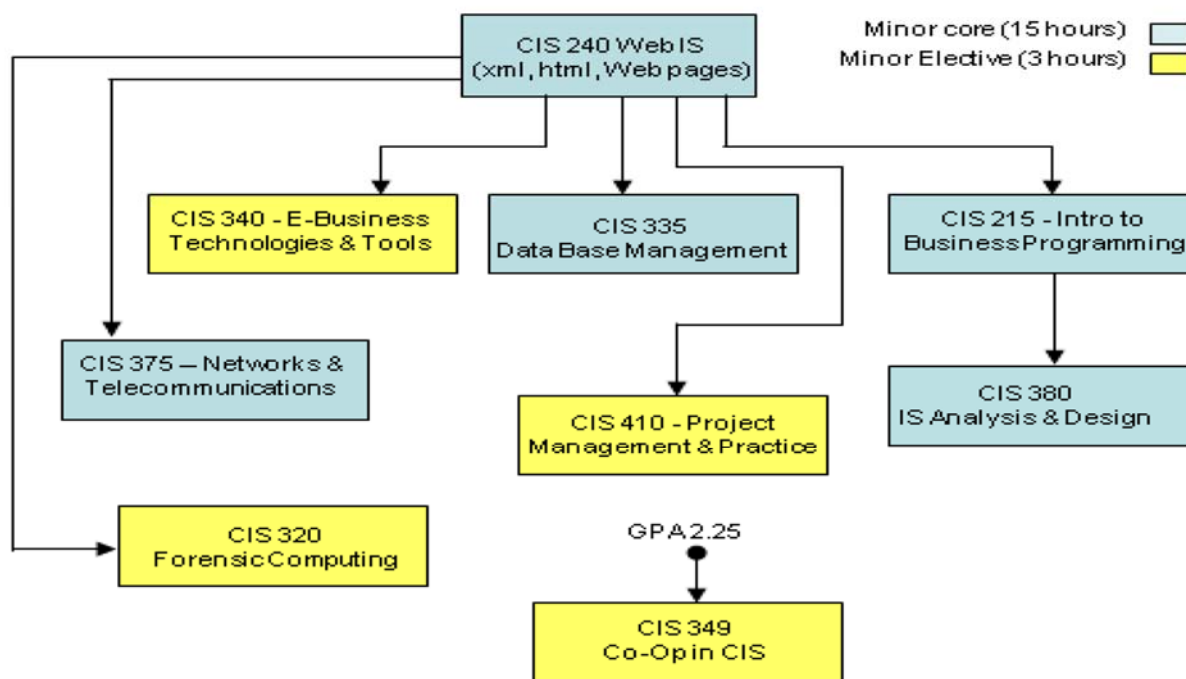 CIS 240 Web IS
(xml, html, Web pages)
Minor core (15 hours)
Minor Elective (3 hours)
CIS 340 - E-Business
Technologies & Tools
CIS 335
Data Base Management
CIS 215 - Intro to
Business Programming
CIS 375 – Networks &
Telecommunications
CIS 410 - Project
Management & Practice
CIS 380
IS Analysis & Design
CIS 320
Forensic Computing
GPA 2.25
CIS 349
Co-Op in CIS